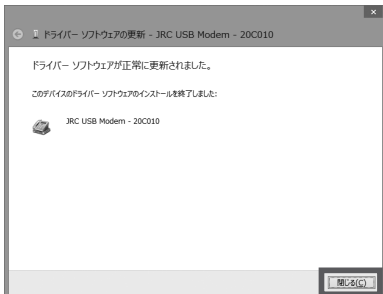 ドライバー ソフトウェアの更新 - JRC USB Modem - 20C010
ドライバー ソフトウェアが正常に更新されました。
このデバイスのドライバー ソフトウェアのインストールを終了しました:
JRC USB Modem - 20C010
閉じる(C)